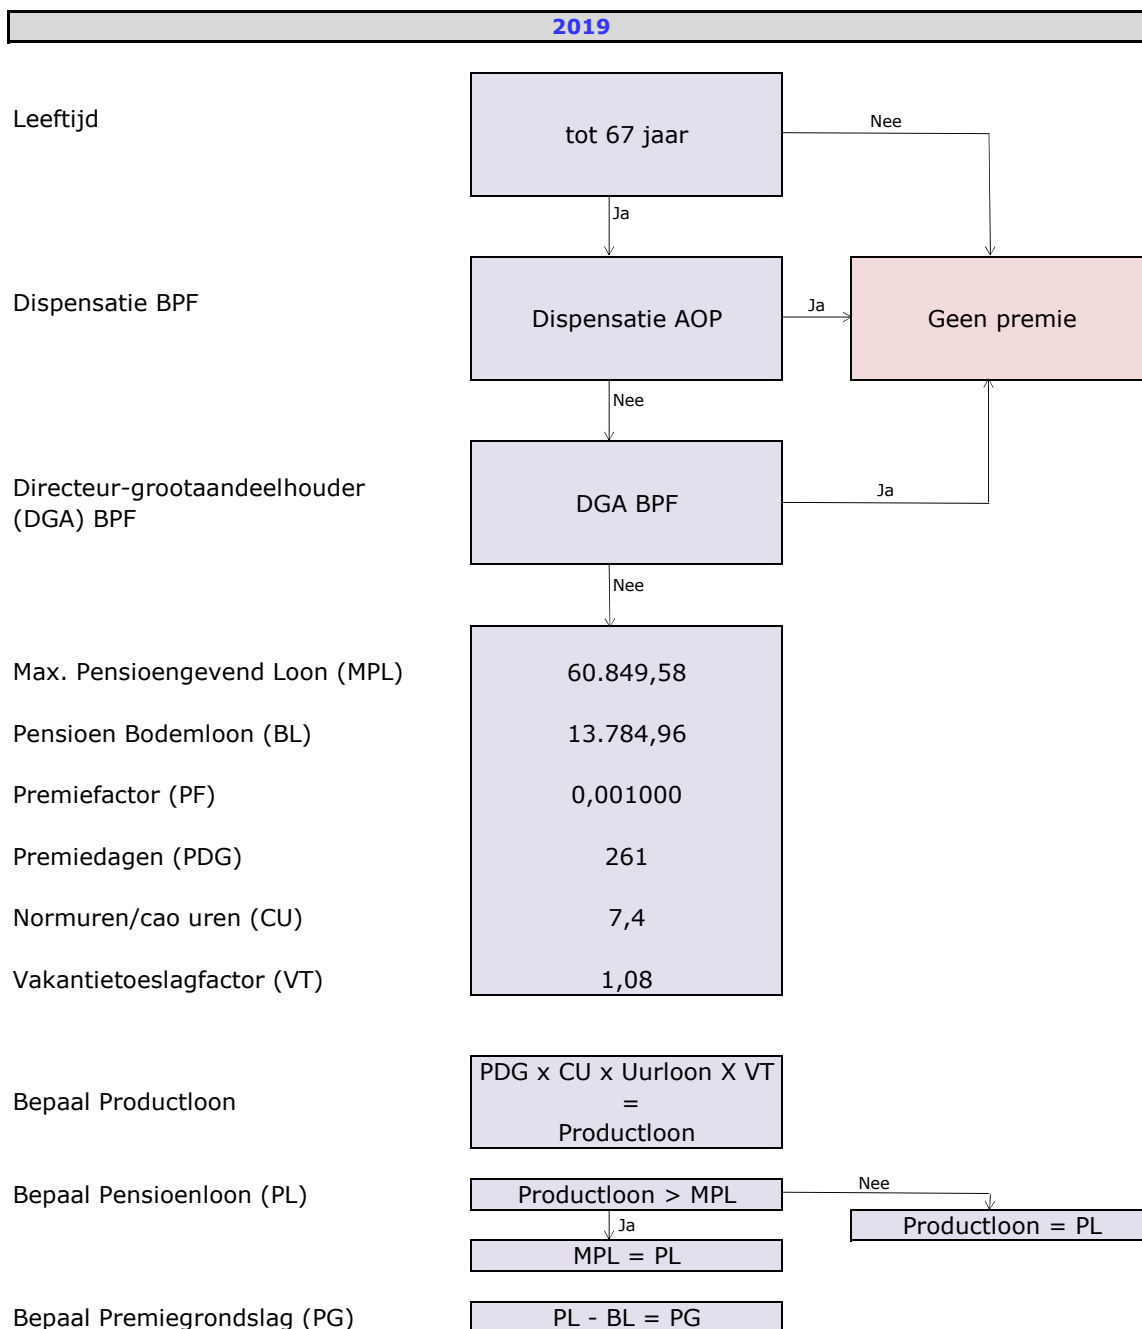 2019
Leeftijd
tot 67 jaar
Nee
Ja
Dispensatie BPF
Dispensatie AOP
Ja
Geen premie
Nee
Directeur-grootaandeelhouder
(DGA) BPF
DGA BPF
Ja
Nee
Max. Pensioengevend Loon (MPL)
60.849,58
Pensioen Bodemloon (BL)
13.784,96
Premiefactor (PF)
0,001000
Premiedagen (PDG)
261
Normuren/cao uren (CU)
7,4
Vakantietoeslagfactor (VT)
1,08
Bepaal Productloon
PDG x CU x Uurloon X VT
=
Productloon
Bepaal Pensioenloon (PL)
Productloon > MPL
Nee
Productloon = PL
Ja
MPL = PL
Bepaal Premiegrondslag (PG)
PL - BL = PG